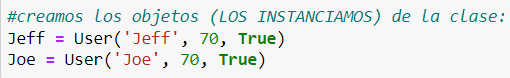 #creamos los objetos (LOS INSTANCIAMOS) de la clase:
Jeff = User('Jeff', 70, True)
Joe = User('Joe', 70, True)